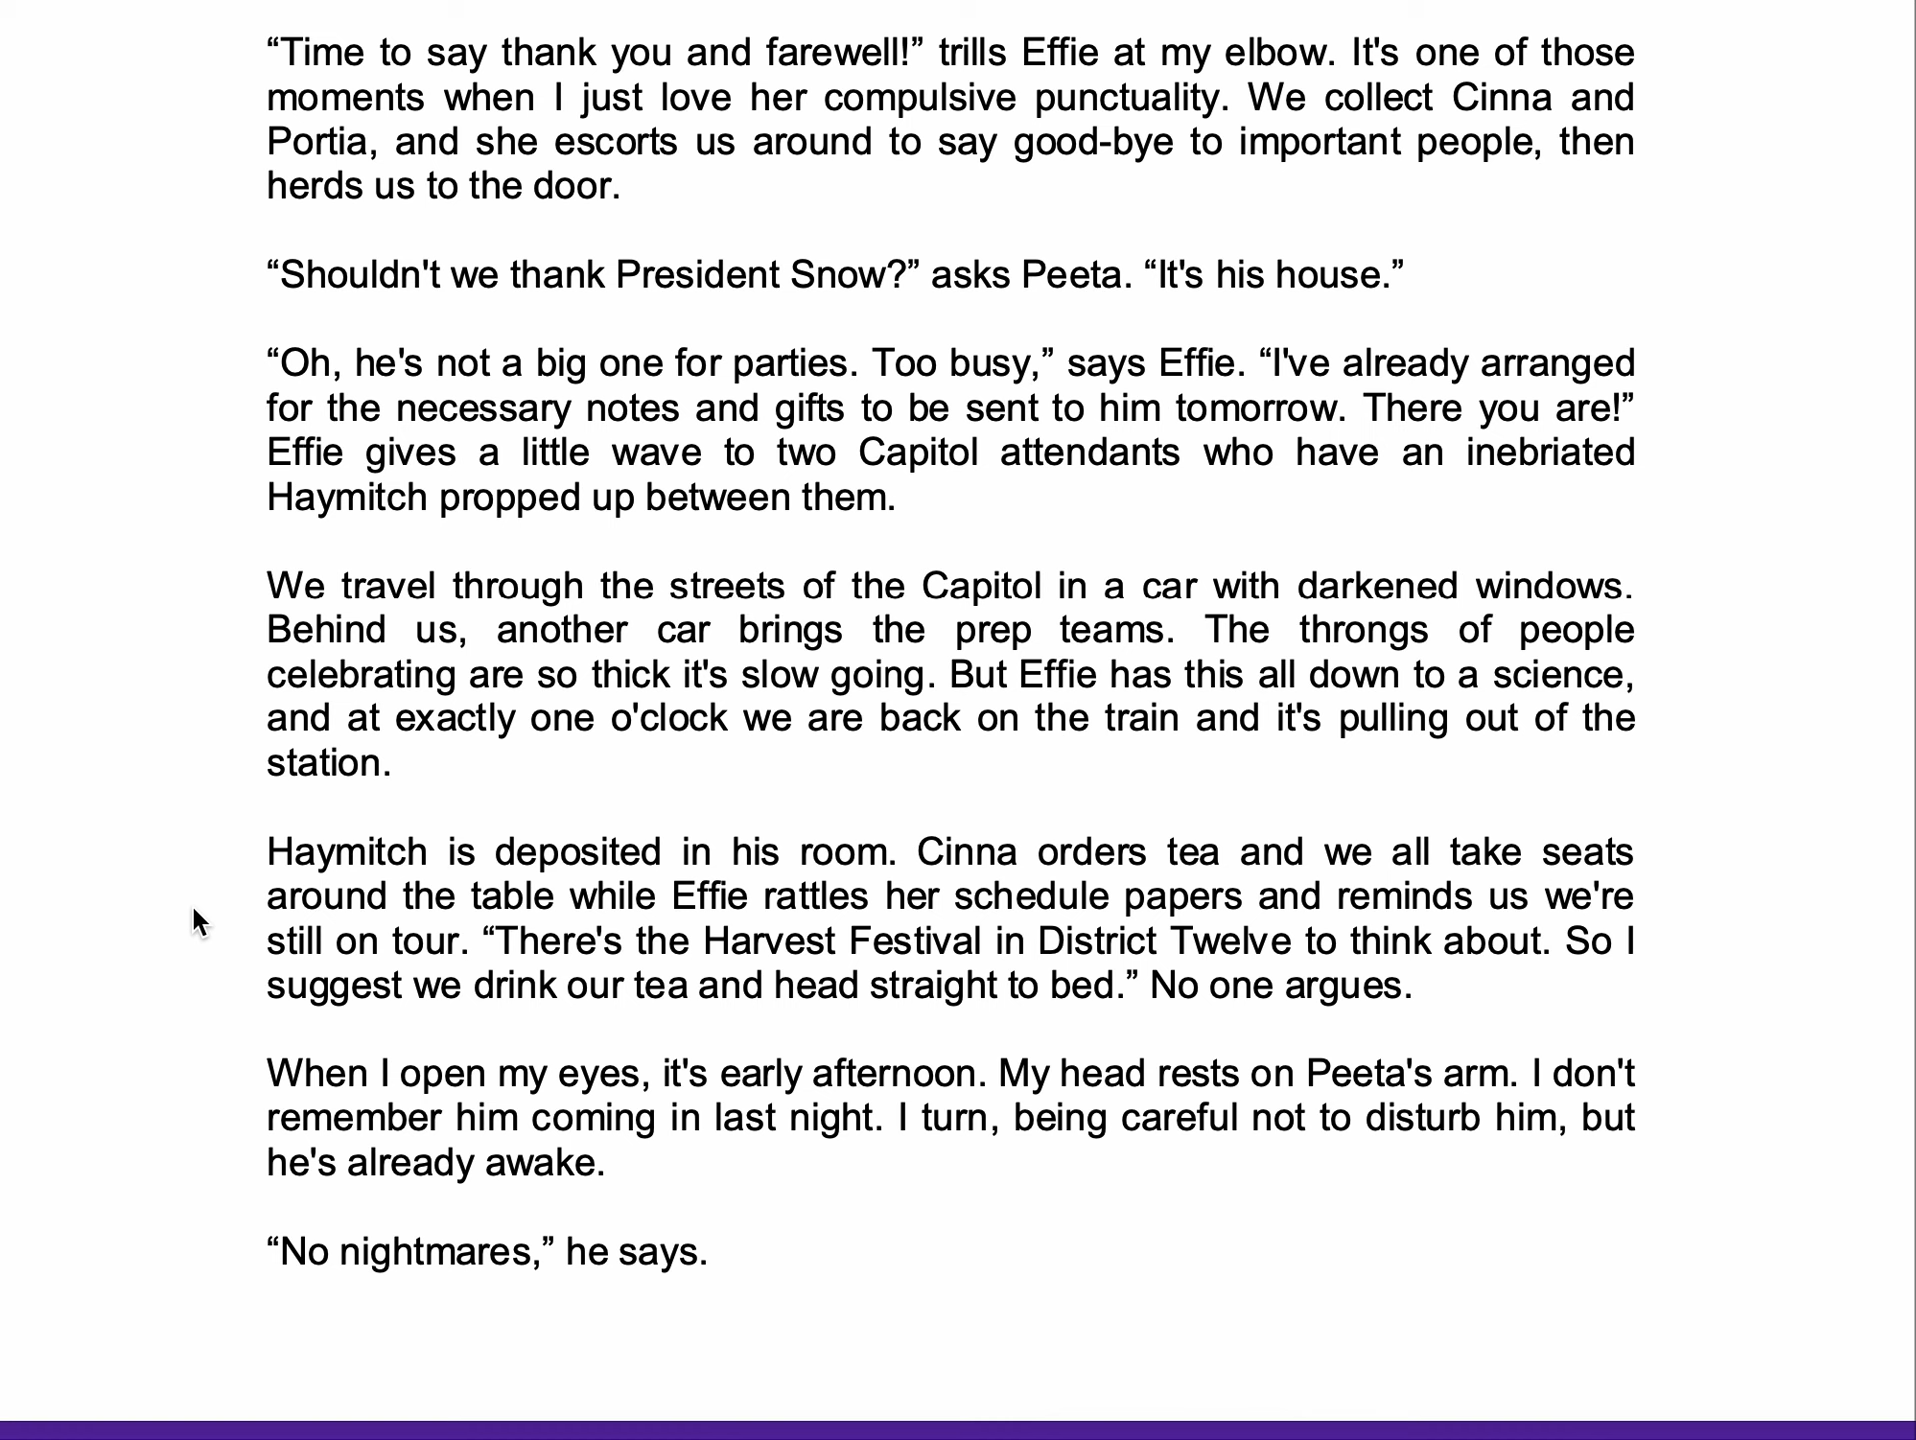 “Time to say thank you and farewell!” trills Effie at my elbow. It's one of those
moments when I just love her compulsive punctuality. We collect Cinna and
Portia, and she escorts us around to say good-bye to important people, then
herds us to the door.
“Shouldn't we thank President Snow?” asks Peeta. “It's his house.”
“Oh, he's not a big one for parties. Too busy,” says Effie. “I've already arranged
for the necessary notes and gifts to be sent to him tomorrow. There you are!”
Effie gives a little wave to two Capitol attendants who have an inebriated
Haymitch propped up between them.
We travel through the streets of the Capitol in a car with darkened windows.
Behind us, another car brings the prep teams. The throngs of people
celebrating are so thick it's slow going. But Effie has this all down to a science,
and at exactly one o'clock we are back on the train and it's pulling out of the
station.
Haymitch is deposited in his room. Cinna orders tea and we all take seats
around the table while Effie rattles her schedule papers and reminds us we're
still on tour. “There's the Harvest Festival in District Twelve to think about. So I
suggest we drink our tea and head straight to bed.” No one argues.
When I open my eyes, it's early afternoon. My head rests on Peeta's arm. I don't
remember him coming in last night. I turn, being careful not to disturb him, but
he's already awake.
“No nightmares,” he says.